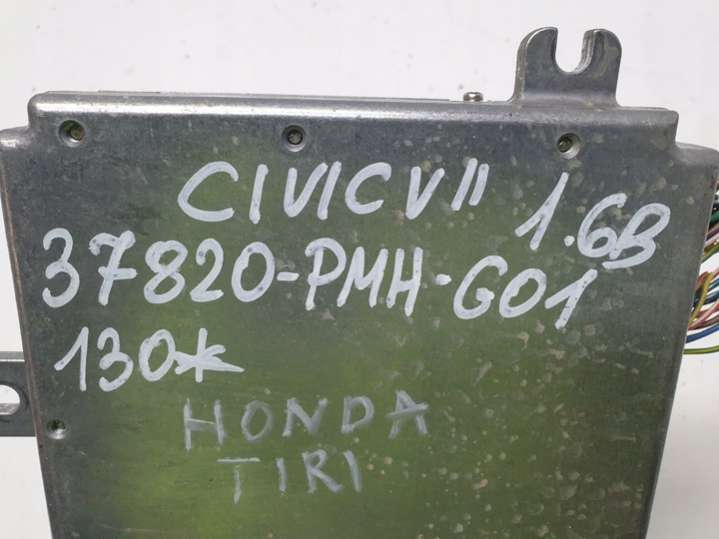 CIVIC VII 1.6B
37820-PMH-G01
130*
HONDA
TIRI